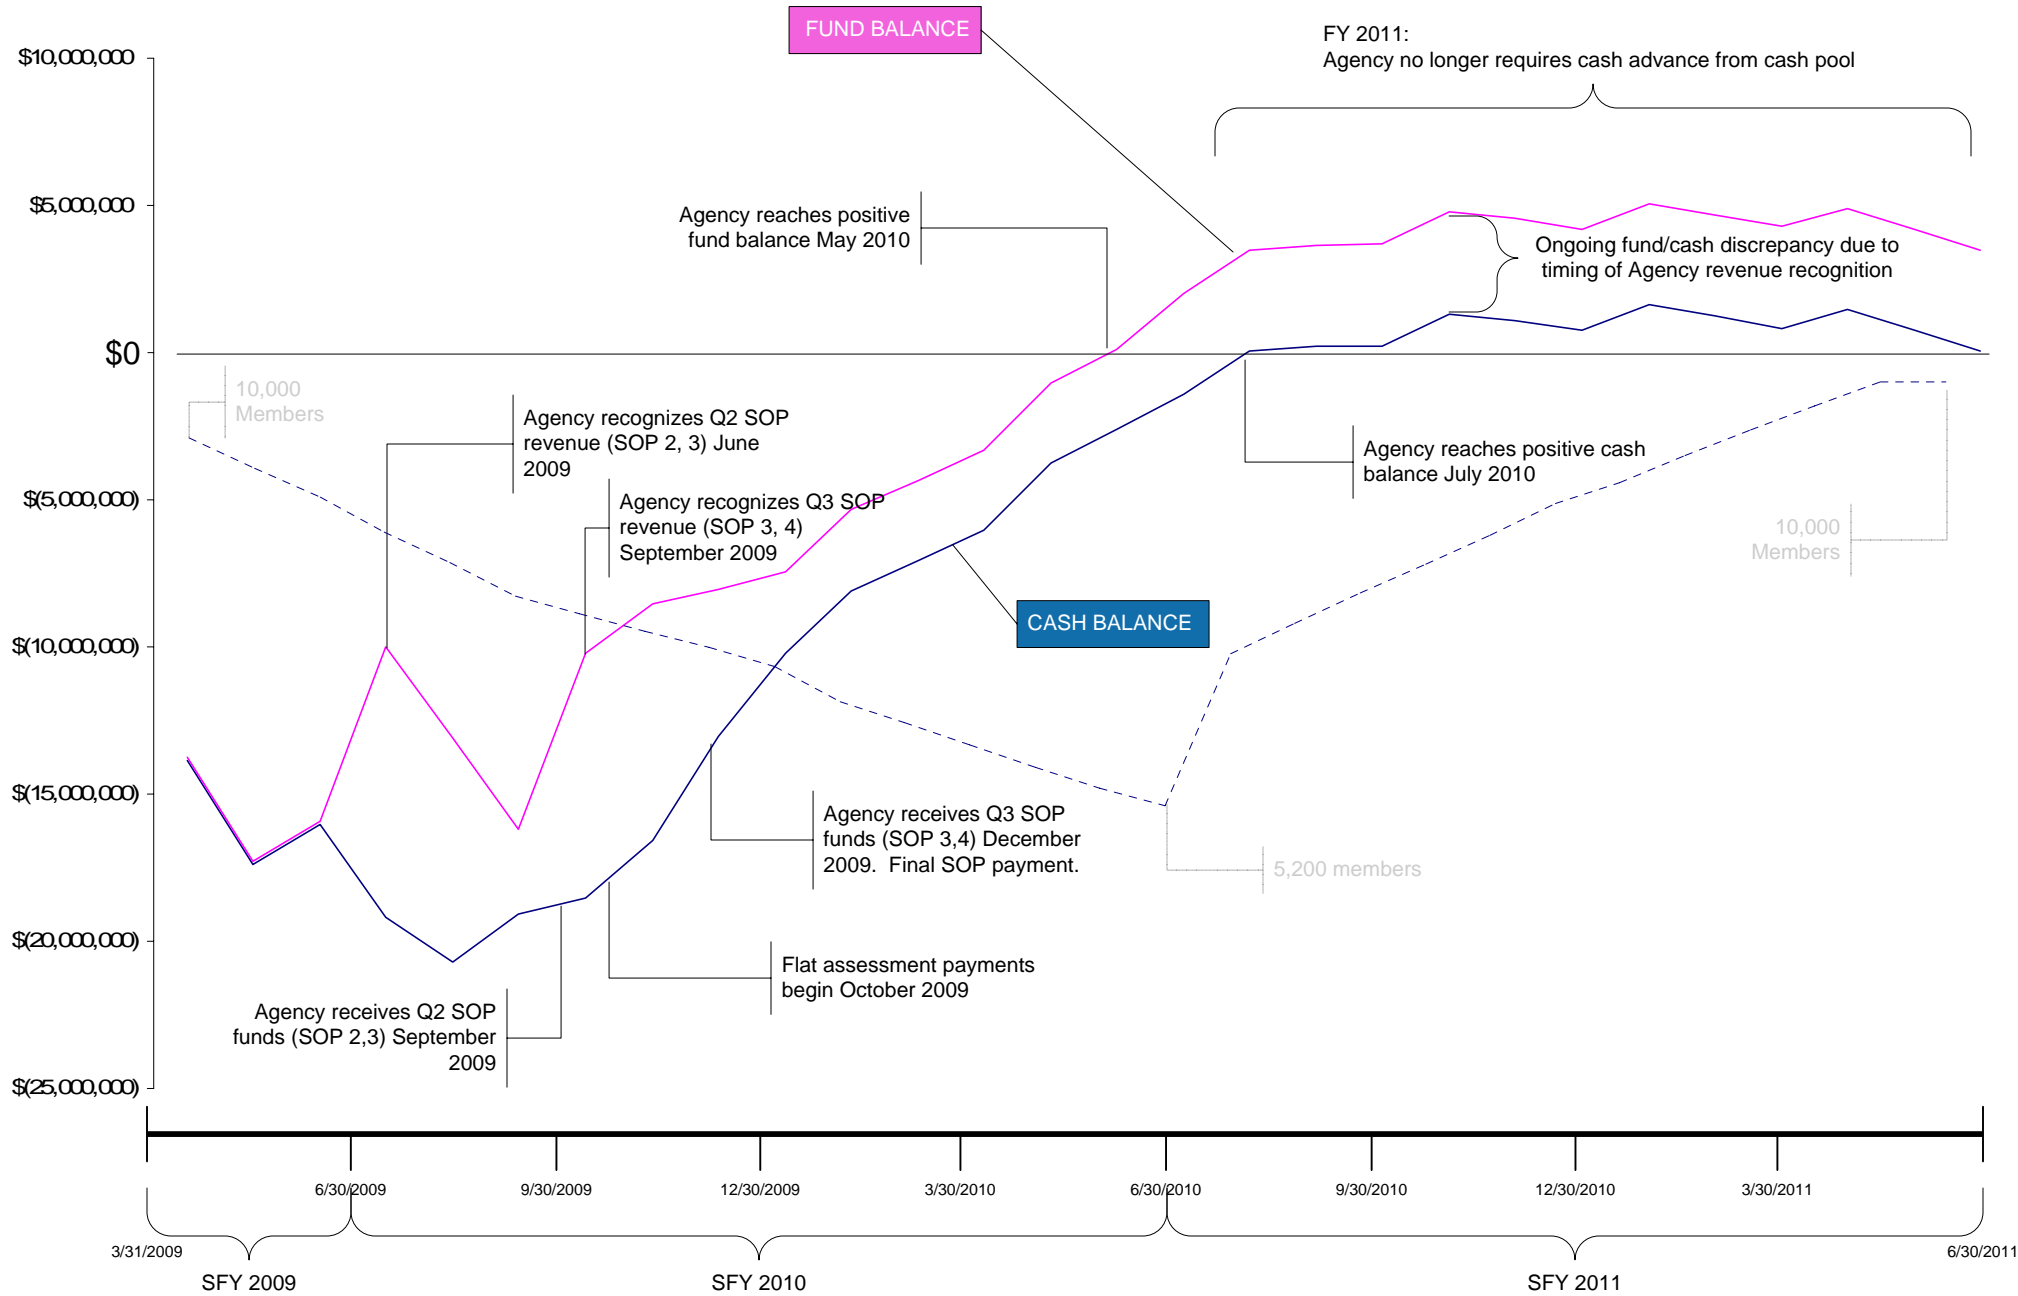 FUND BALANCE
FY 2011:
Agency no longer requires cash advance from cash pool
$10,000,000
$5,000,000
$0
$(5,000,000)
$(10,000,000)
$(15,000,000)
$(20,000,000)
$(25,000,000)
Agency reaches positive
fund balance May 2010
Ongoing fund/cash discrepancy due to
timing of Agency revenue recognition
10,000
Members
Agency recognizes Q2 SOP
revenue (SOP 2, 3) June
2009
Agency recognizes Q3 SOP
revenue (SOP 3, 4)
September 2009
Agency reaches positive cash
balance July 2010
10,000
Members
CASH BALANCE
Agency receives Q3 SOP
funds (SOP 3,4) December
2009.  Final SOP payment.
5,200 members
Flat assessment payments
begin October 2009
Agency receives Q2 SOP
funds (SOP 2,3) September
2009
6/30/2009
9/30/2009
12/30/2009
3/30/2010
6/30/2010
9/30/2010
12/30/2010
3/30/2011
3/31/2009
6/30/2011
SFY 2009
SFY 2010
SFY 2011